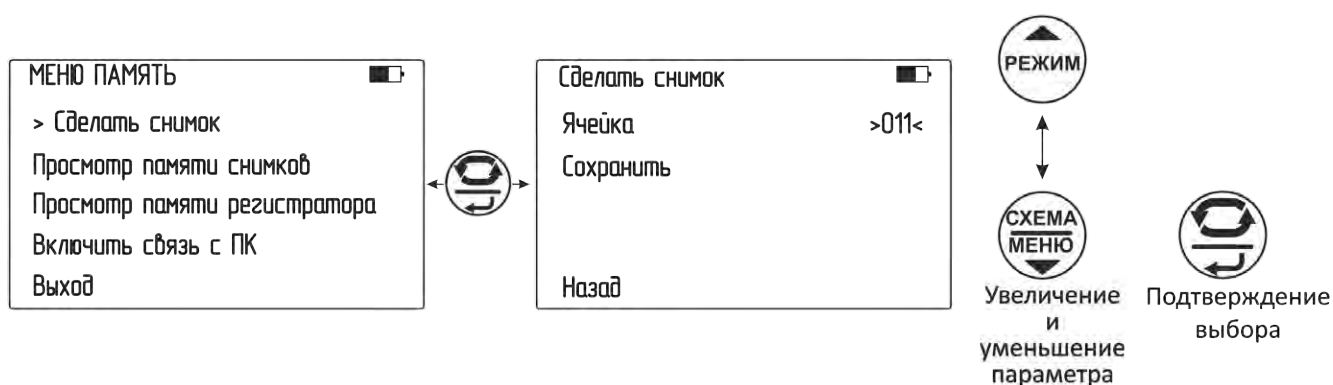 МЕНЮ ПАМЯТЬ
> Сделать снимок
Просмотр памяти снимков
Просмотр памяти регистратора
Включить связь с ПК
Выход
Сделать снимок
Ячейка >011<
Сохранить
Назад
РЕЖИМ
СХЕМА
МЕНЮ
Увеличение
и
уменьшение
параметра
Подтверждение
выбора